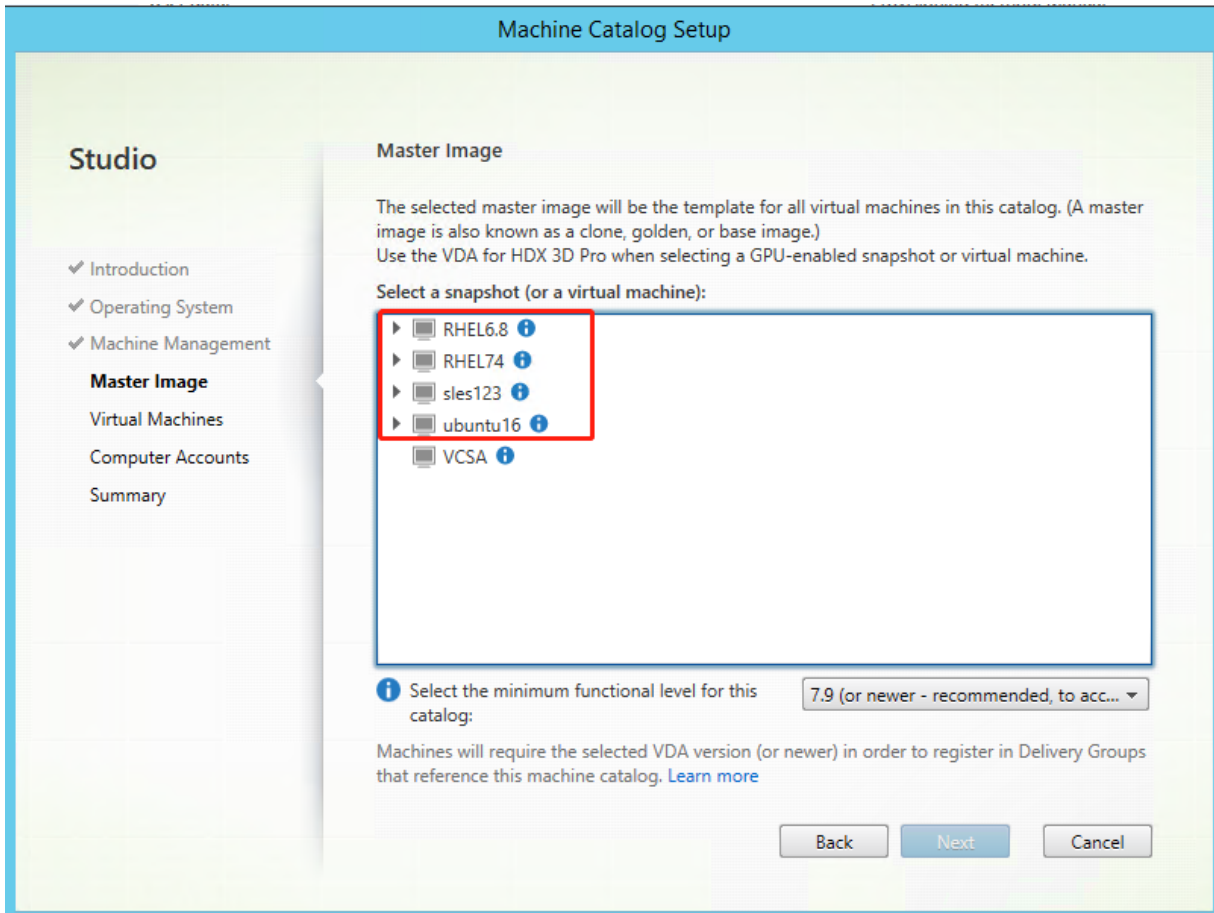 Machine Catalog Setup
Studio
Introduction
Operating System
Machine Management
Master Image
Virtual Machines
Computer Accounts
Summary
Master Image
The selected master image will be the template for all virtual machines in this catalog. (A master
image is also known as a clone, golden, or base image.)
Use the VDA for HDX 3D Pro when selecting a GPU-enabled snapshot or virtual machine.
Select a snapshot (or a virtual machine):
RHEL6.8
RHEL74
sles123
ubuntu16
VCSA
Select the minimum functional level for this
catalog:
7.9 (or newer - recommended, to acc...
Machines will require the selected VDA version (or newer) in order to register in Delivery Groups
that reference this machine catalog. Learn more
Back
Next
Cancel